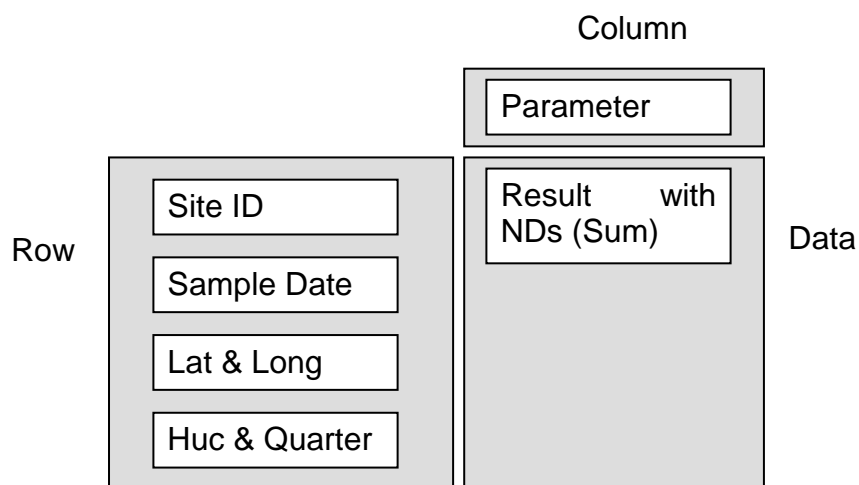 Column
Parameter
Result with
NDs (Sum)
Data
Row
Site ID
Sample Date
Lat & Long
Huc & Quarter